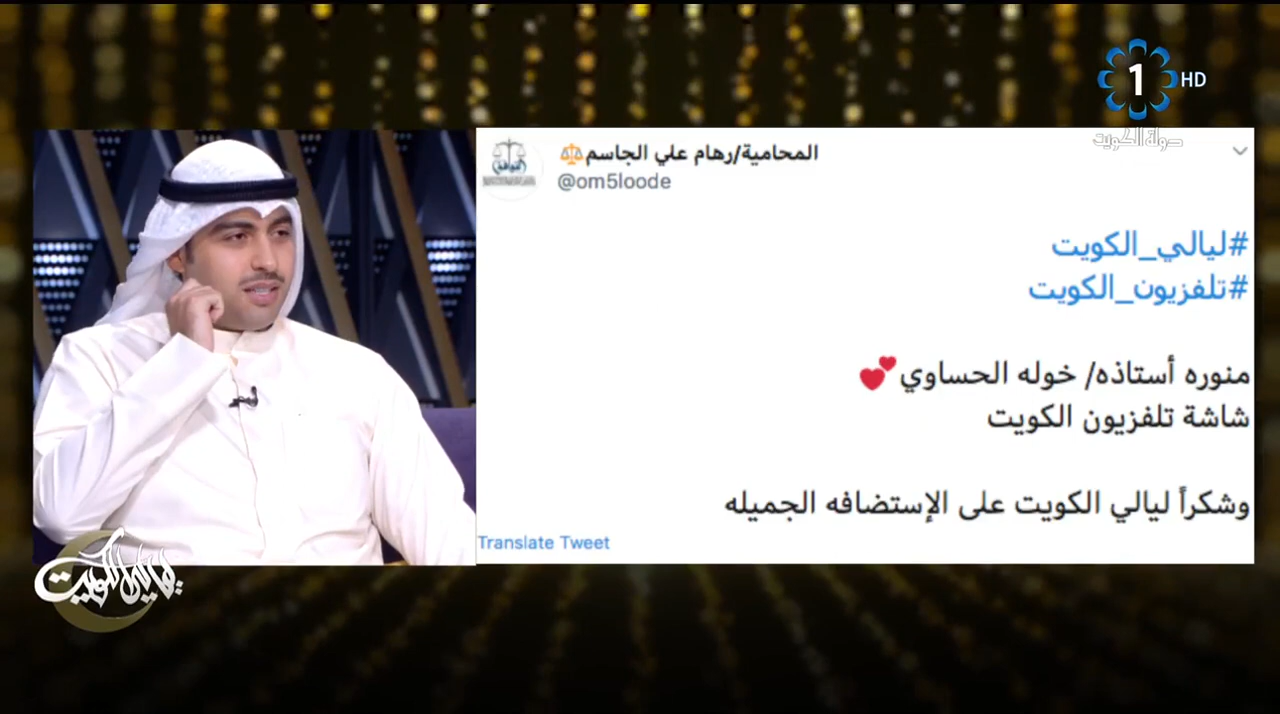 1 HD
دولة الكويت
المحامية/رهام علي الجاسم
@om5loode
#ليالي_الكويت
#تلفزيون_الكويت
منوره أستاذه/ خوله الحساوي💕
شاشة تلفزيون الكويت
وشكراً ليالي الكويت على الإستضافه الجميله
Translate Tweet
ليالي الكويت